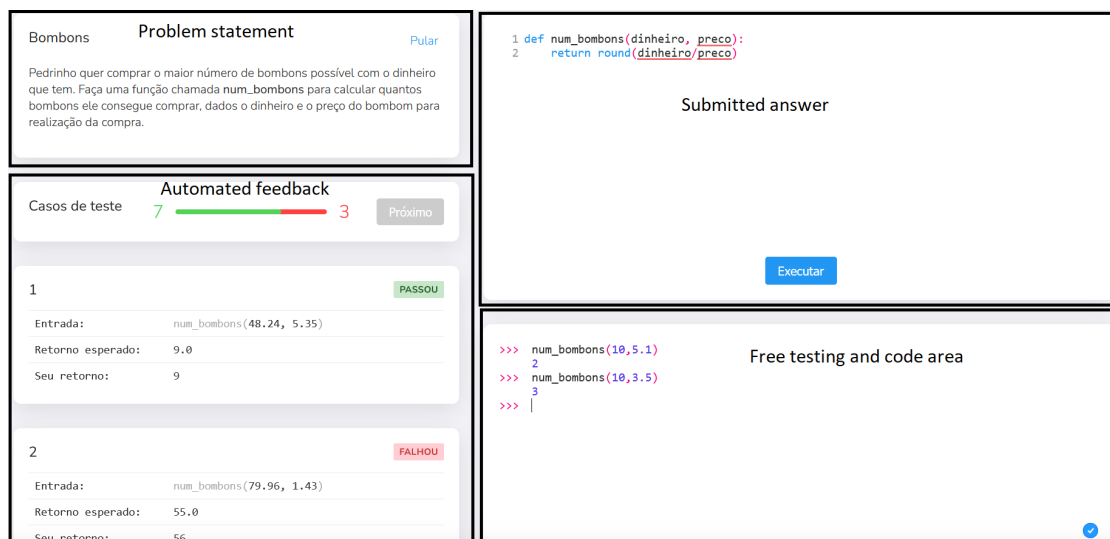 Bombons
Problem statement
Pular
Pedrinho quer comprar o maior número de bombons possível com o dinheiro
que tem. Faça uma função chamada num_bombons para calcular quantos
bombons ele consegue comprar, dados o dinheiro e o preço do bombom para
realização da compra.
Automated feedback
Casos de teste
7
3
Próximo
1
PASSOU
Entrada: num_bombons(48.24, 5.35)
Retorno esperado: 9.0
Seu retorno: 9
2
FALHOU
Entrada: num_bombons(79.96, 1.43)
Retorno esperado: 55.0
Seu retorno: 56
1 def num_bombons(dinheiro, preco):
2 return round(dinheiro/preco)
Submitted answer
Executar
>>> num_bombons(10,5.1)
2
>>> num_bombons(10,3.5)
3
>>>
Free testing and code area